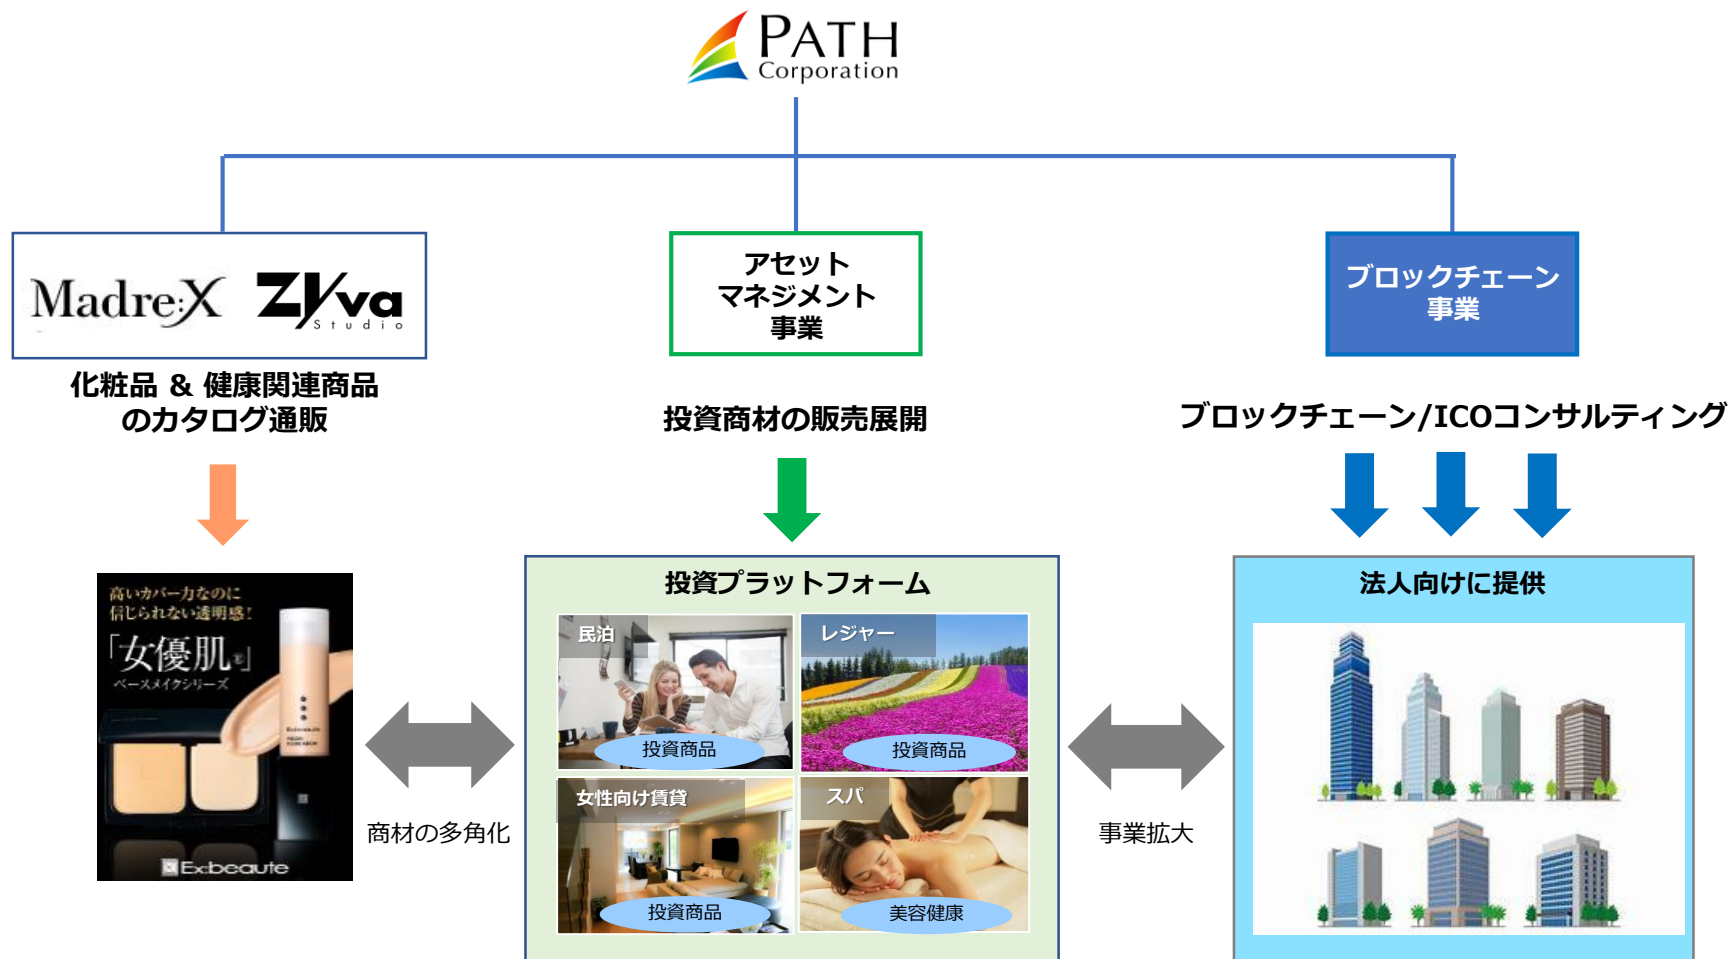 PATH
Corporation
Madre:X
ZYva
Studio
アセット
マネジメント
事業
ブロックチェーン
事業
化粧品 & 健康関連商品
のカタログ通販
投資商材の販売展開
ブロックチェーン/ICOコンサルティング
高いカバー力なのに
信じられない透明感!
「女優肌」
ベースメイクシリーズ
Ex:beaute
投資プラットフォーム
民泊
投資商品
レジャー
投資商品
女性向け賃貸
投資商品
スパ
美容健康
法人向けに提供
商材の多角化
事業拡大